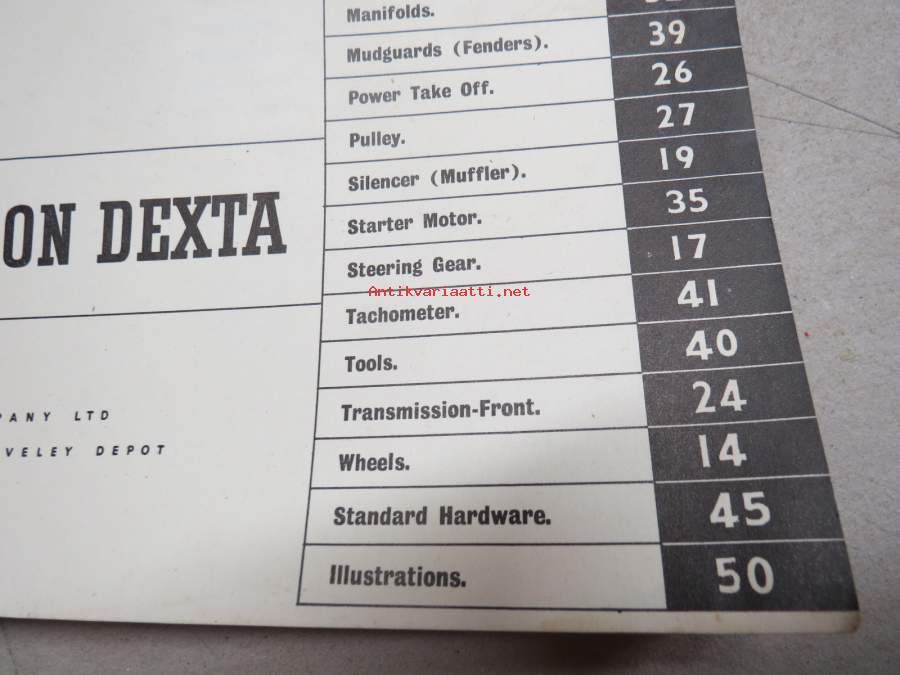 Manifolds.
Mudguards (Fenders). 39
Power Take Off. 26
Pulley. 27
Silencer (Muffler). 19
Starter Motor. 35
Steering Gear. 17
Tachometer. 41
Tools. 40
Transmission-Front. 24
Wheels. 14
Standard Hardware. 45
Illustrations. 50
ON DEXTA
PANY LTD
VELEY DEPOT
Antikvariaatti.net